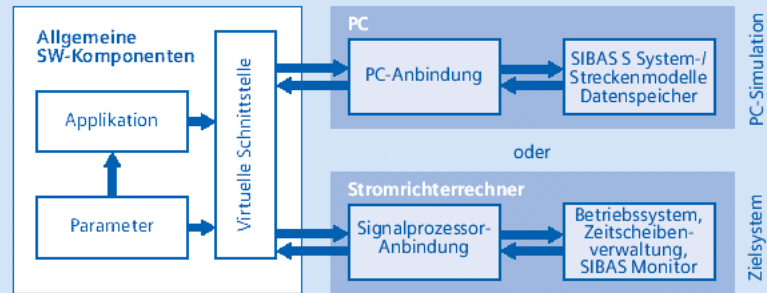 Allgemeine
SW-Komponenten
Applikation
Parameter
Virtuelle Schnittstelle
PC
PC-Anbindung
SIBAS S System-/
Streckenmodelle
Datenspeicher
PC-Simulation
oder
Stromrichterrechner
Signalprozessor-
Anbindung
Betriebssystem,
Zeitscheiben-
verwaltung,
SIBAS Monitor
Zielsystem